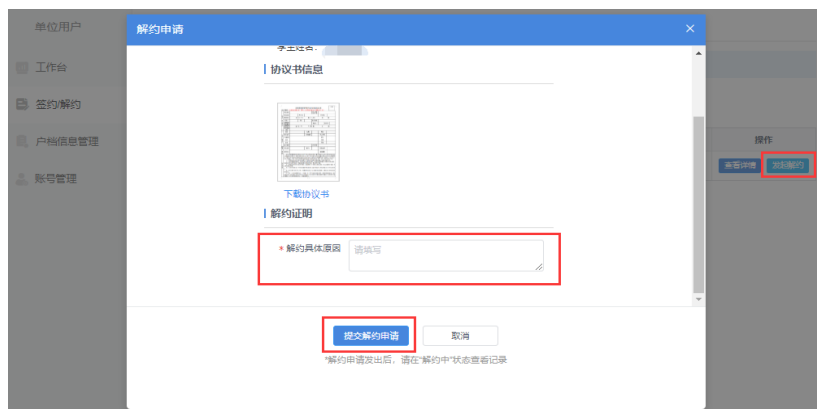 单位用户
解约申请
×
学生姓名:
工作台
协议书信息
签约/解约
户档信息管理
操作
查看详情
发起解约
账号管理
下载协议书
解约证明
* 解约具体原因
请填写
提交解约申请
取消
*解约申请发出后，请在“解约中”状态查看记录